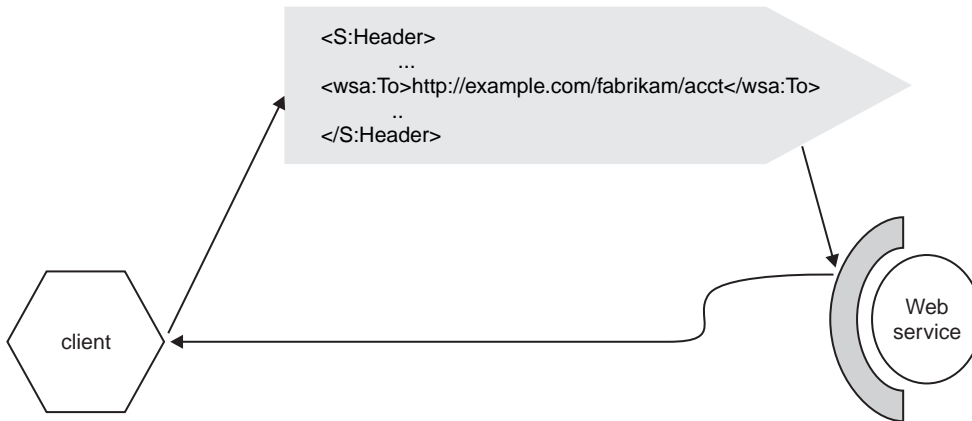 <S:Header>
...
<wsa:To>http://example.com/fabrikam/acct</wsa:To>
..
</S:Header>
client
Web
service